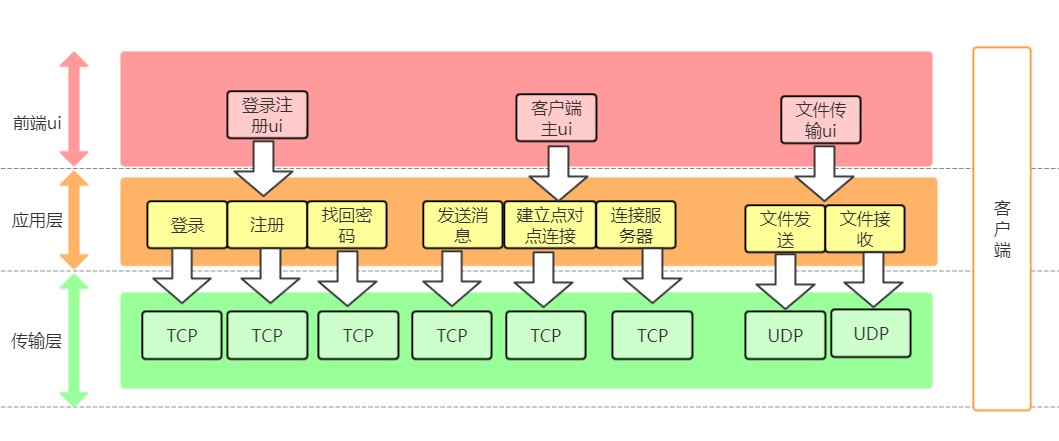 前端ui
登录注
册ui
客户端
主ui
文件传
输ui
应用层
登录
注册
找回密
码
发送消
息
建立点对
点连接
连接服
务器
文件发
送
文件接
收
传输层
TCP
TCP
TCP
TCP
TCP
TCP
UDP
UDP
客
户
端